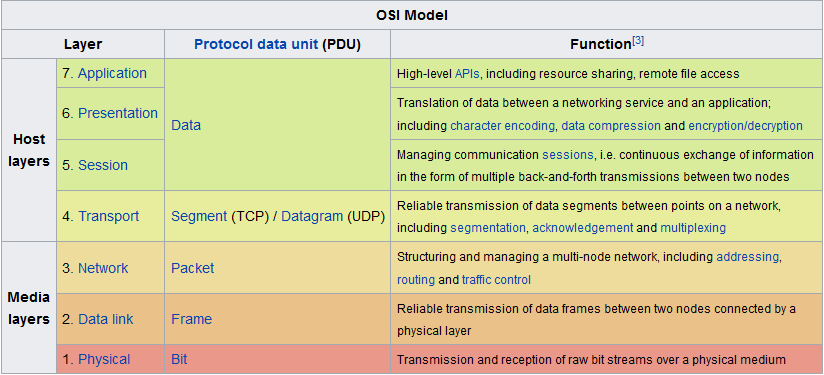 OSI Model
Layer Protocol data unit (PDU) Function[3]
Host layers
7. Application
Data
High-level APIs, including resource sharing, remote file access
6. Presentation
Translation of data between a networking service and an application;
including character encoding, data compression and encryption/decryption
5. Session
Managing communication sessions, i.e. continuous exchange of information
in the form of multiple back-and-forth transmissions between two nodes
4. Transport
Segment (TCP) / Datagram (UDP)
Reliable transmission of data segments between points on a network,
including segmentation, acknowledgement and multiplexing
Media layers
3. Network
Packet
Structuring and managing a multi-node network, including addressing,
routing and traffic control
2. Data link
Frame
Reliable transmission of data frames between two nodes connected by a
physical layer
1. Physical
Bit
Transmission and reception of raw bit streams over a physical medium